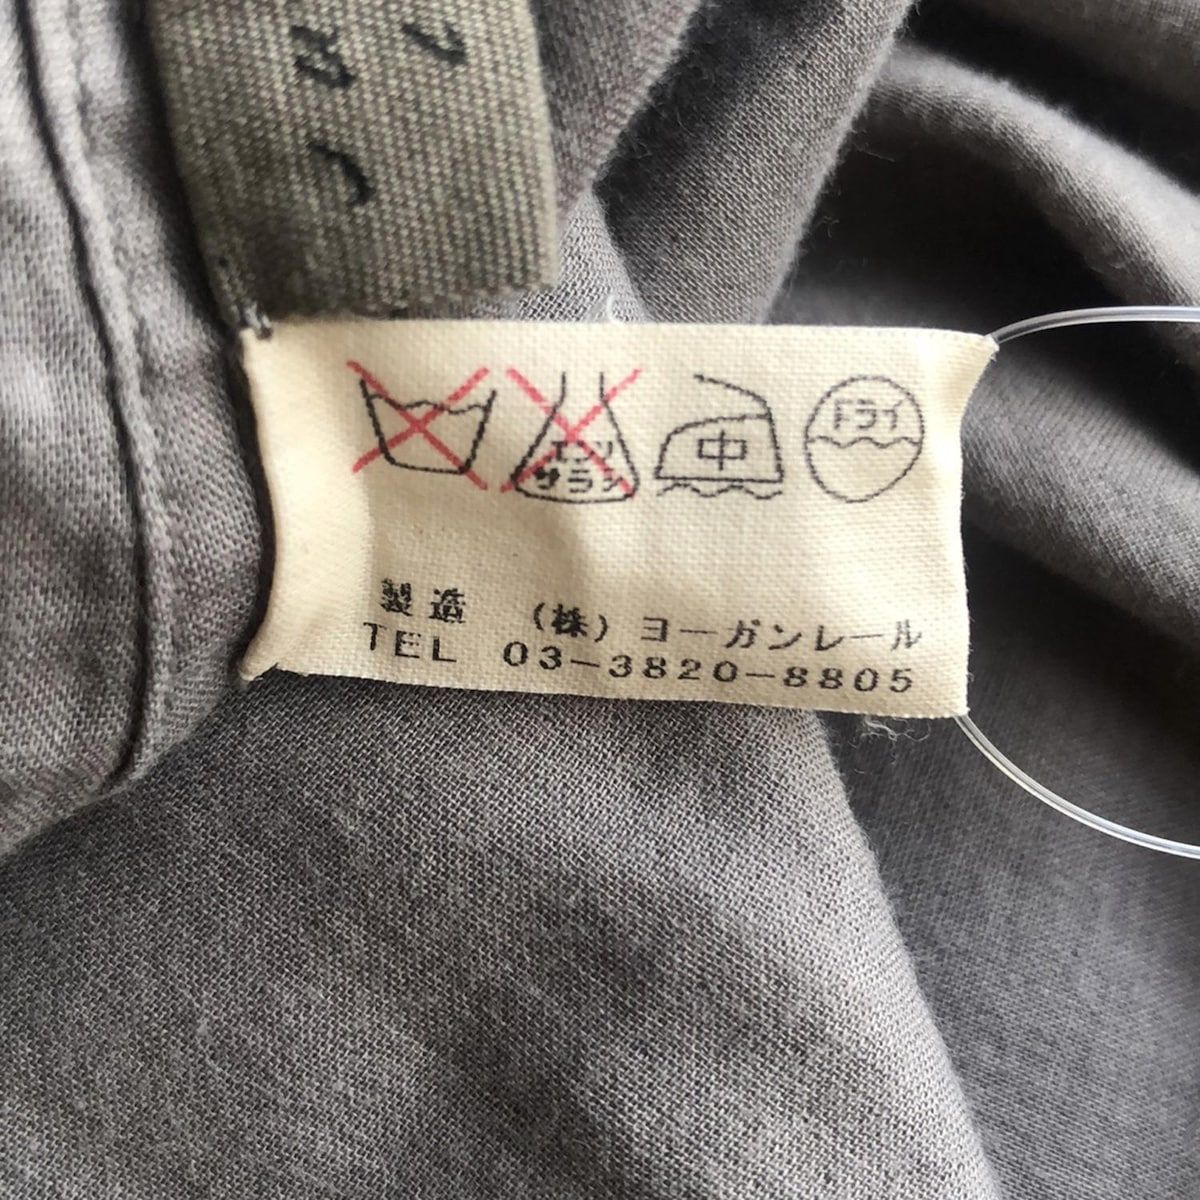 エンソ
サラシ
中
ドライ
製造 (株)ヨーガンレール
TEL 03-3820-8805